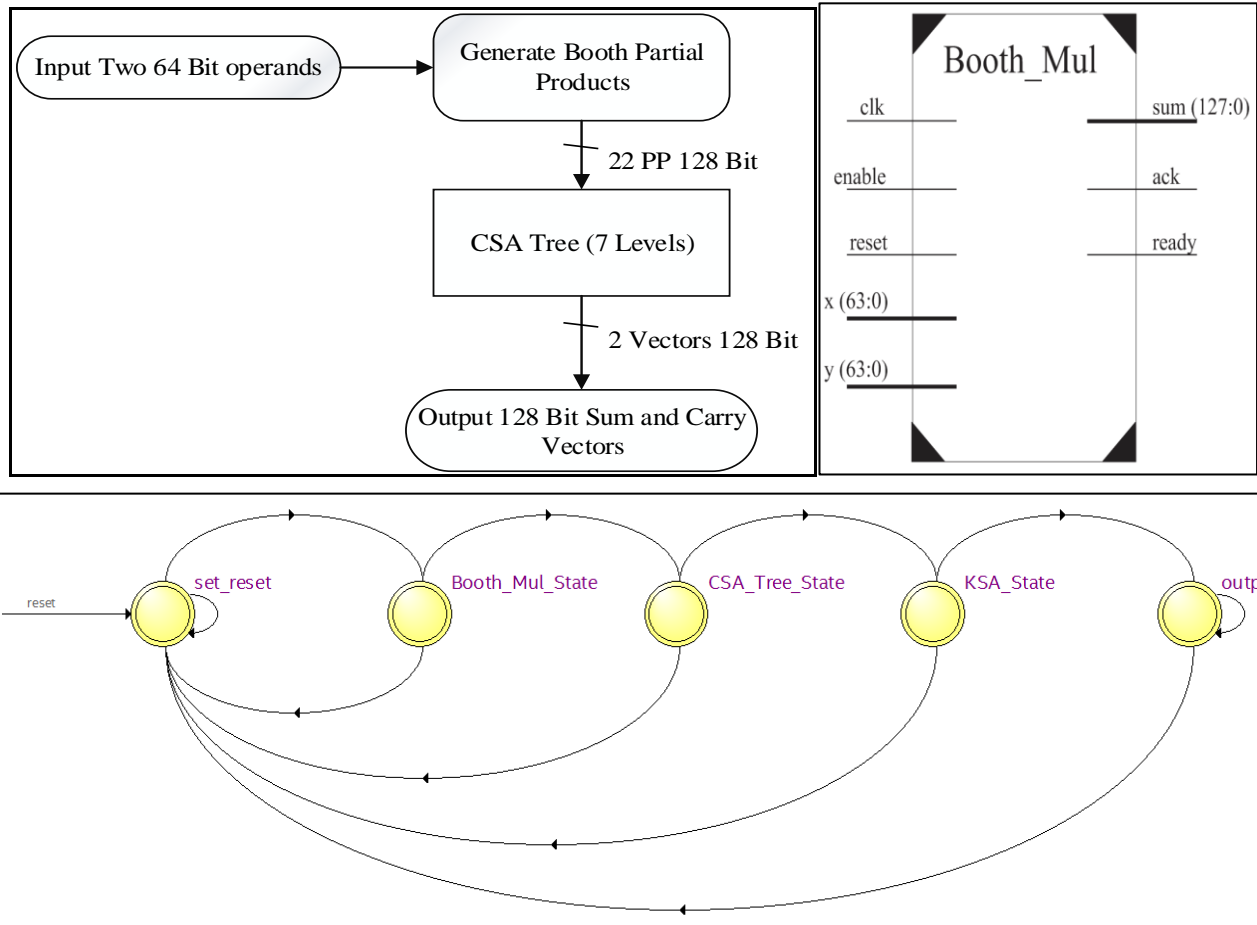 Input Two 64 Bit operands
Generate Booth Partial
Products
22 PP 128 Bit
CSA Tree (7 Levels)
2 Vectors 128 Bit
Output 128 Bit Sum and Carry
Vectors
Booth_Mul
clk
enable
reset
x (63:0)
y (63:0)
sum (127:0)
ack
ready
reset
set_reset
Booth_Mul_State
CSA_Tree_State
KSA_State
outp